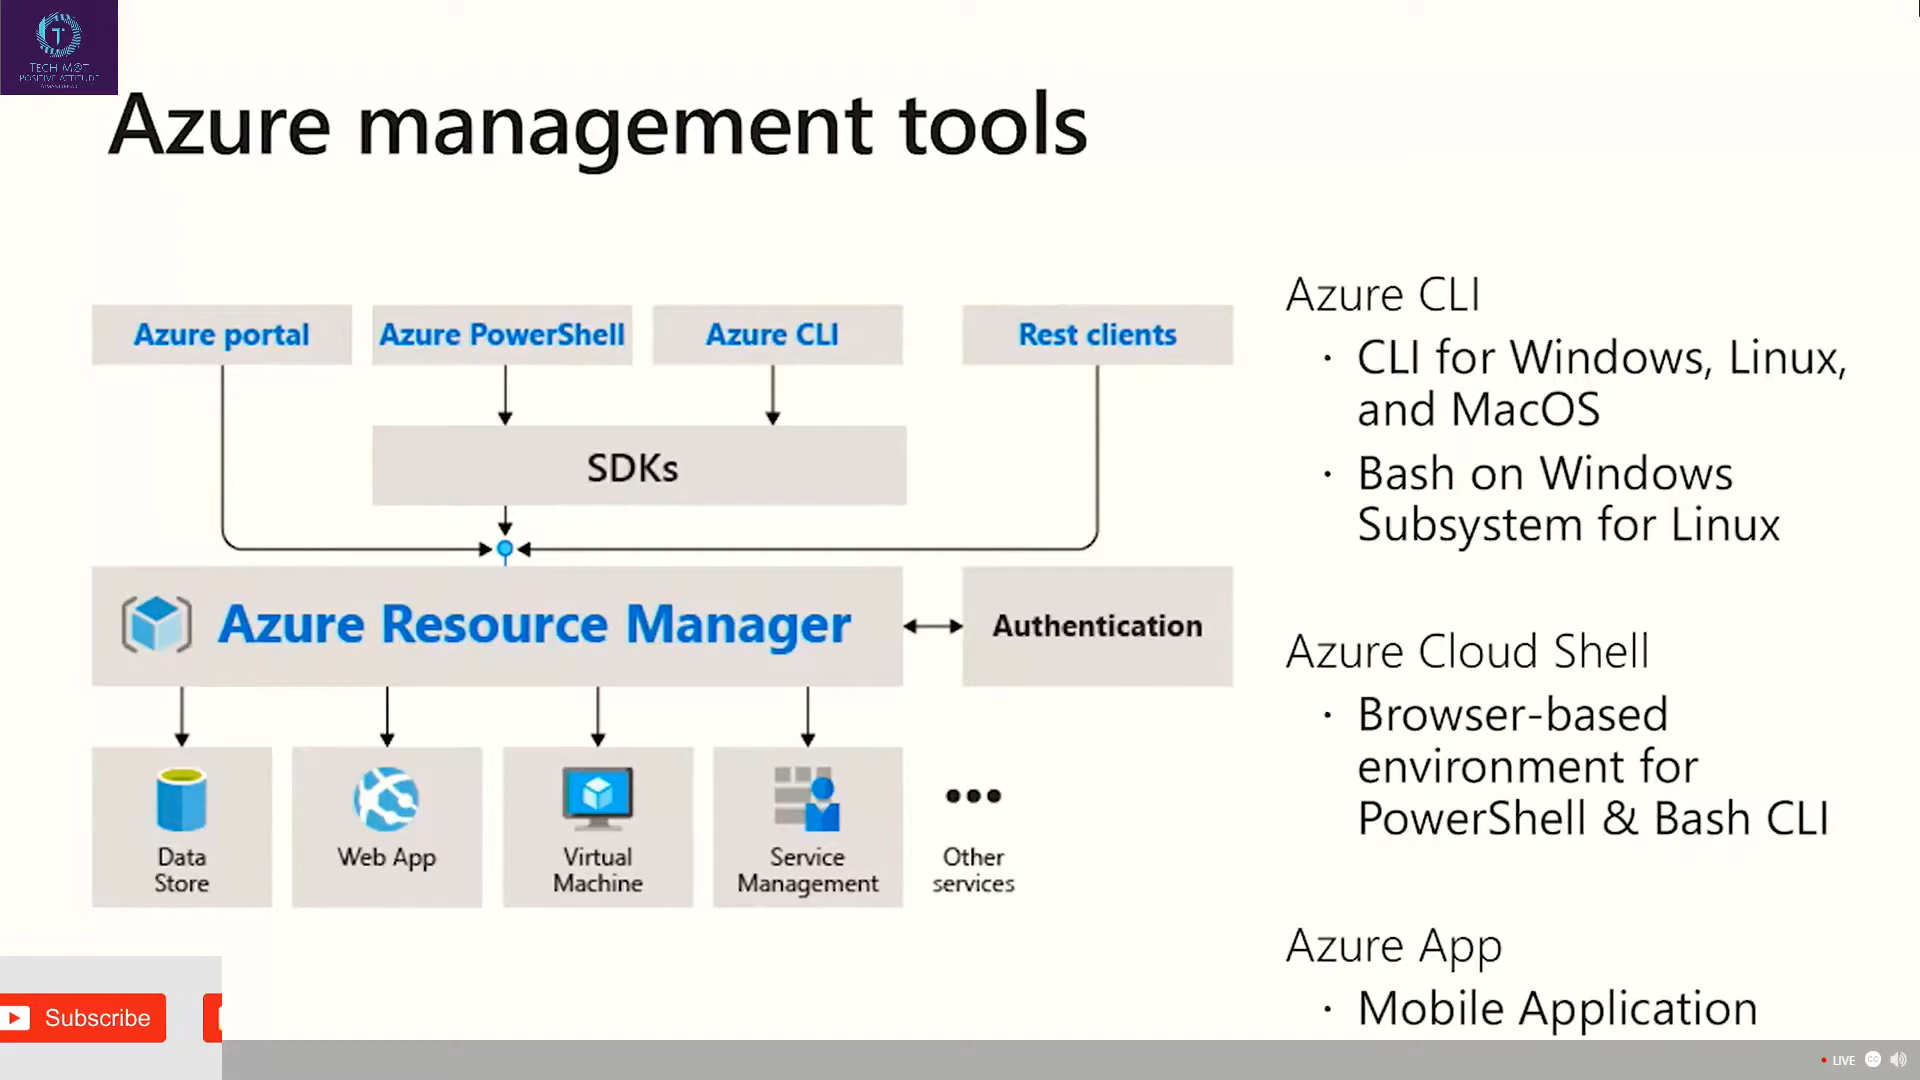 TECH M@T
POSITIVE ATTITUDE
Azure management tools
Azure portal
Azure PowerShell
Azure CLI
Rest clients
SDKs
Azure Resource Manager
Authentication
Data
Store
Web App
Virtual
Machine
Service
Management
•••
Other
services
Azure CLI
· CLI for Windows, Linux,
and MacOS
· Bash on Windows
Subsystem for Linux
Azure Cloud Shell
· Browser-based
environment for
PowerShell & Bash CLI
Azure App
· Mobile Application
Subscribe
LIVE
CC